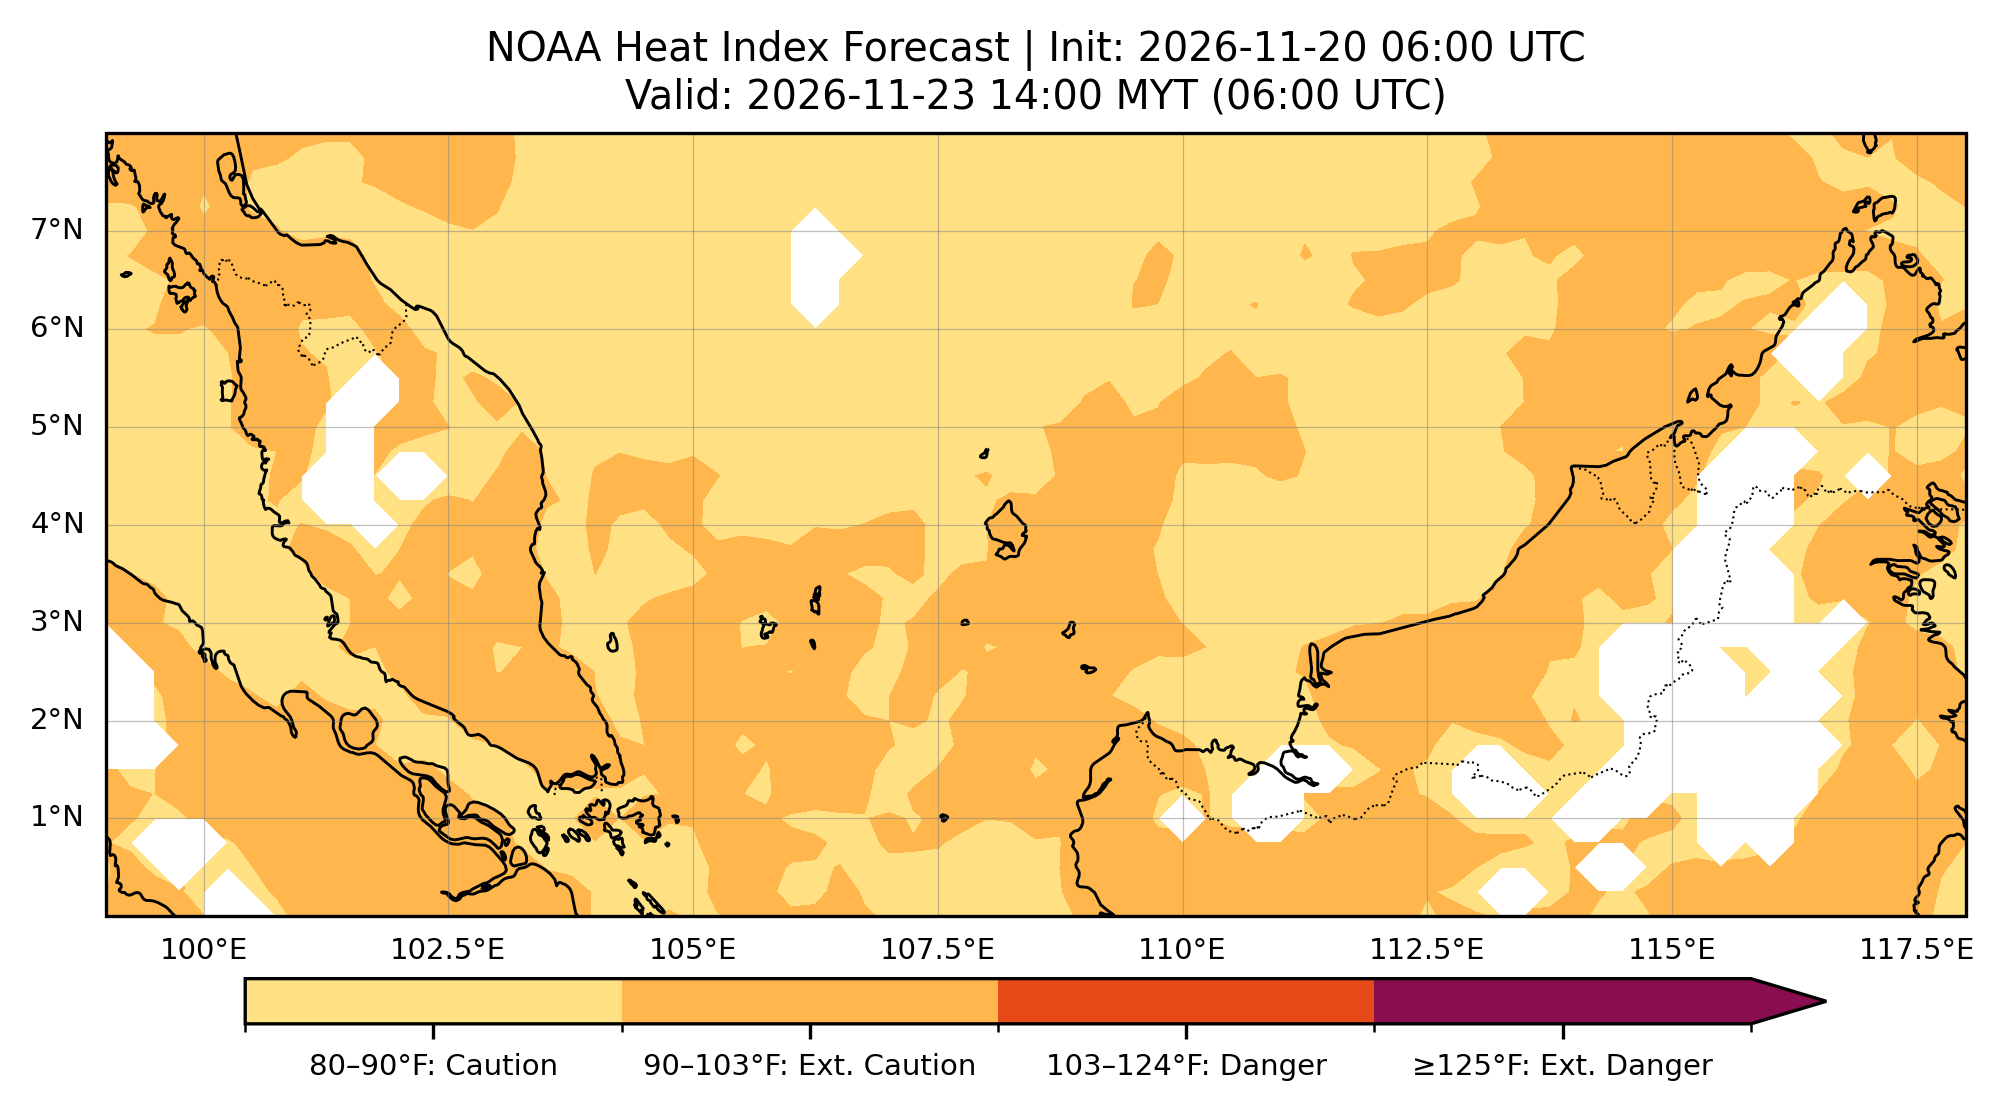 NOAA Heat Index Forecast | Init: 2026-11-20 06:00 UTC
Valid: 2026-11-23 14:00 MYT (06:00 UTC)
7°N
6°N
5°N
4°N
3°N
2°N
1°N
100°E 102.5°E 105°E 107.5°E 110°E 112.5°E 115°E 117.5°E
80–90°F: Caution 90–103°F: Ext. Caution 103–124°F: Danger ≥125°F: Ext. Danger